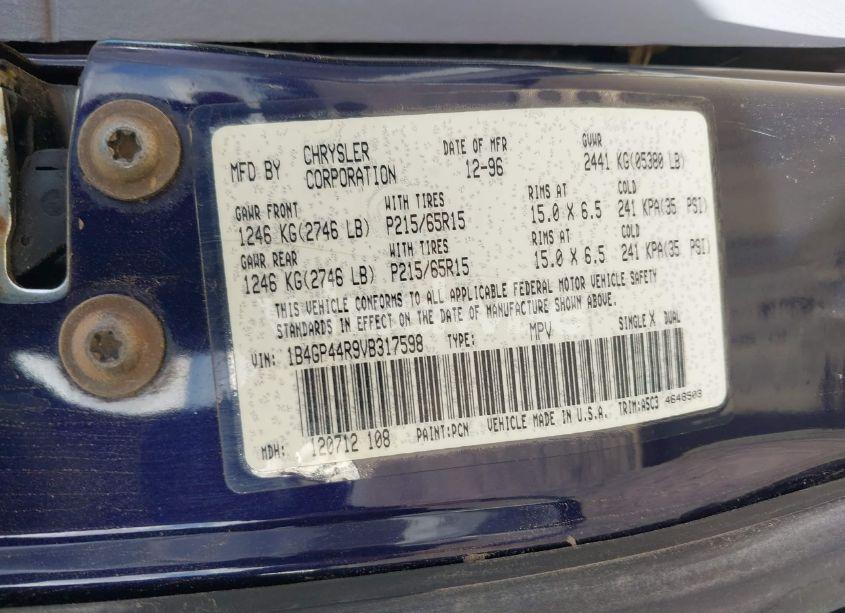 MFD BY CHRYSLER CORPORATION DATE OF MFR 12-96 GVWR 2441 KG(05380 LB)
GAWR FRONT WITH TIRES RIMS AT COLD
1246 KG(2746 LB) P215/65R15 15.0 X 6.5 241 KPA(35 PSI)
GAWR REAR WITH TIRES RIMS AT COLD
1246 KG(2746 LB) P215/65R15 15.0 X 6.5 241 KPA(35 PSI)
THIS VEHICLE CONFORMS TO ALL APPLICABLE FEDERAL MOTOR VEHICLE SAFETY
STANDARDS IN EFFECT ON THE DATE OF MANUFACTURE SHOWN ABOVE.
VIN: 1B4GP44R9VB317598 TYPE: MPV SINGLE X DUAL
MDH: 120712 108 PAINT:PCN VEHICLE MADE IN U.S.A. TRIM:A5C3 4648503